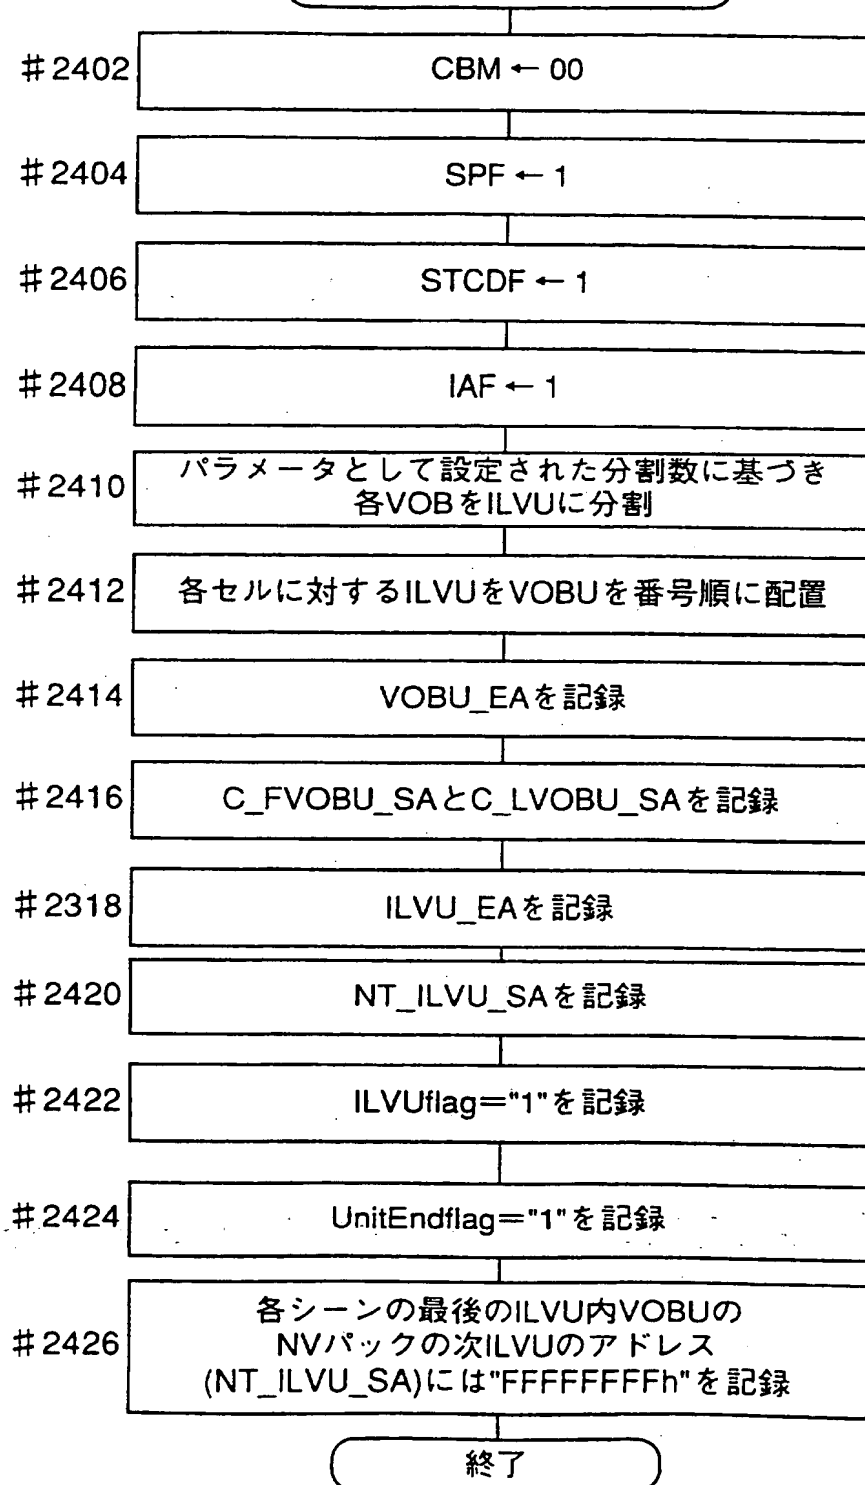 #2402 CBM ← 00
#2404 SPF ← 1
#2406 STCDF ← 1
#2408 IAF ← 1
#2410 パラメータとして設定された分割数に基づき
各VOBをILVUに分割
#2412 各セルに対するILVUをVOBUを番号順に配置
#2414 VOBU_EAを記録
#2416 C_FVOBU_SAとC_LVOBU_SAを記録
#2318 ILVU_EAを記録
#2420 NT_ILVU_SAを記録
#2422 ILVUflag="1"を記録
#2424 UnitEndflag="1"を記録
#2426 各シーンの最後のILVU内VOBUの
NVパックの次ILVUのアドレス
(NT_ILVU_SA)には"FFFFFFFFh"を記録
終了